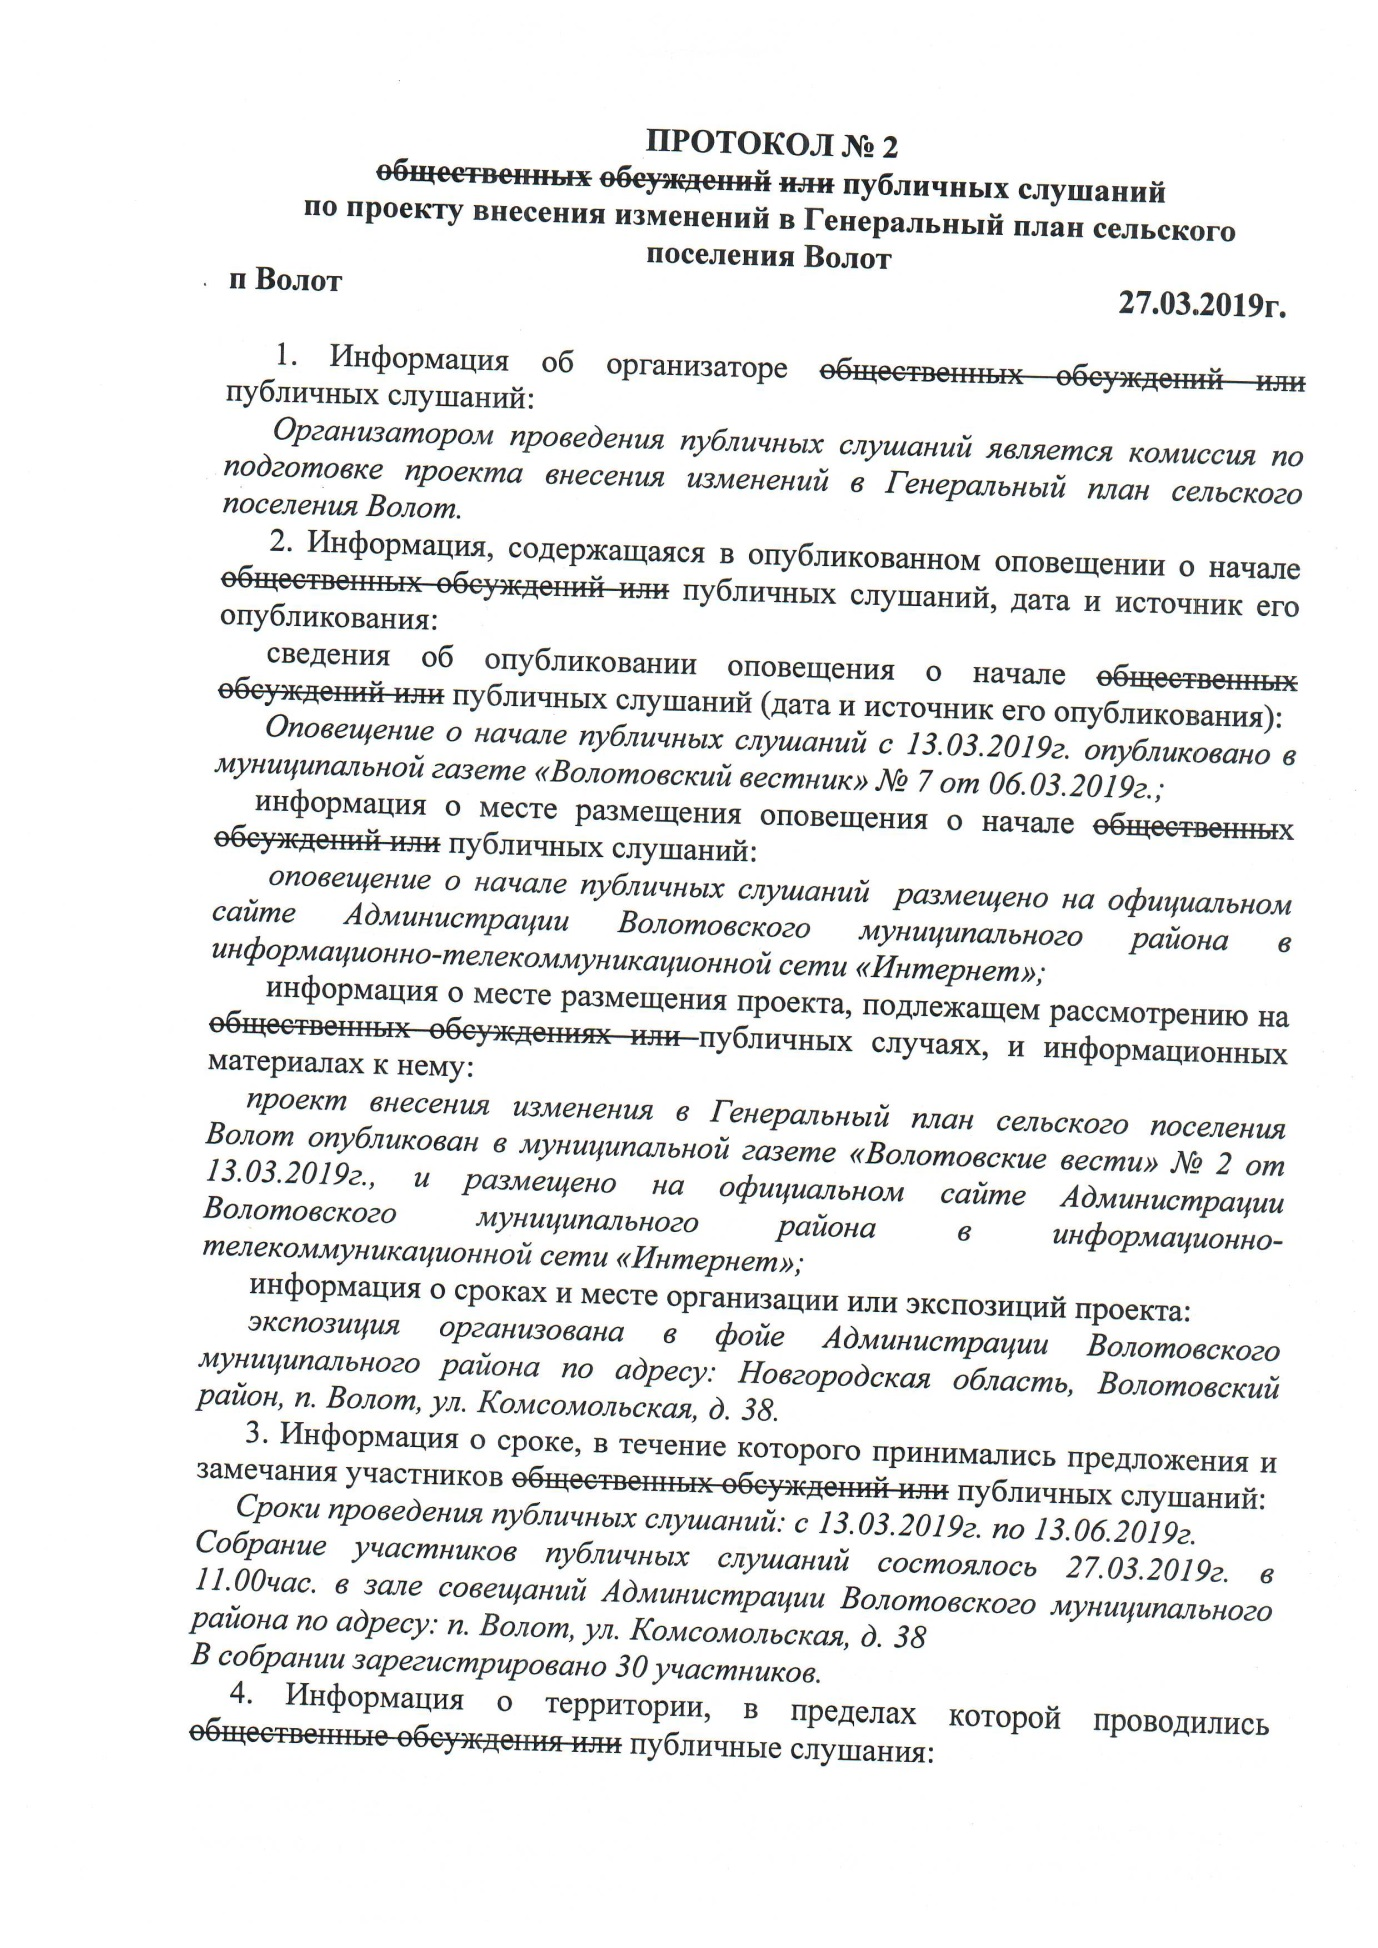 ПРОТОКОЛ № 2
общественных обсуждений или публичных слушаний
по проекту внесения изменений в Генеральный план сельского
поселения Волот
п Волот
27.03.2019г.
1. Информация об организаторе общественных обсуждений или
публичных слушаний:
Организатором проведения публичных слушаний является комиссия по
подготовке проекта внесения изменений в Генеральный план сельского
поселения Волот.
2. Информация, содержащаяся в опубликованном оповещении о начале
общественных обсуждений или публичных слушаний, дата и источник его
опубликования:
сведения об опубликовании оповещения о начале общественных
обсуждений или публичных слушаний (дата и источник его опубликования):
Оповещение о начале публичных слушаний с 13.03.2019г. опубликовано в
муниципальной газете «Волотовский вестник» № 7 от 06.03.2019г.;
информация о месте размещения оповещения о начале общественных
обсуждений или публичных слушаний:
оповещение о начале публичных слушаний размещено на официальном
сайте Администрации Волотовского муниципального района в
информационно-телекоммуникационной сети «Интернет»;
информация о месте размещения проекта, подлежащем рассмотрению на
общественных обсуждениях или публичных случаях, и информационных
материалах к нему:
проект внесения изменения в Генеральный план сельского поселения
Волот опубликован в муниципальной газете «Волотовские вести» № 2 от
13.03.2019г., и размещено на официальном сайте Администрации
Волотовского муниципального района в информационно-
телекоммуникационной сети «Интернет»;
информация о сроках и месте организации или экспозиций проекта:
экспозиция организована в фойе Администрации Волотовского
муниципального района по адресу: Новгородская область, Волотовский
район, п. Волот, ул. Комсомольская, д. 38.
3. Информация о сроке, в течение которого принимались предложения и
замечания участников общественных обсуждений или публичных слушаний:
Сроки проведения публичных слушаний: с 13.03.2019г. по 13.06.2019г.
Собрание участников публичных слушаний состоялось 27.03.2019г. в
11.00час. в зале совещаний Администрации Волотовского муниципального
района по адресу: п. Волот, ул. Комсомольская, д. 38
В собрании зарегистрировано 30 участников.
4. Информация о территории, в пределах которой проводились
общественные обсуждения или публичные слушания: